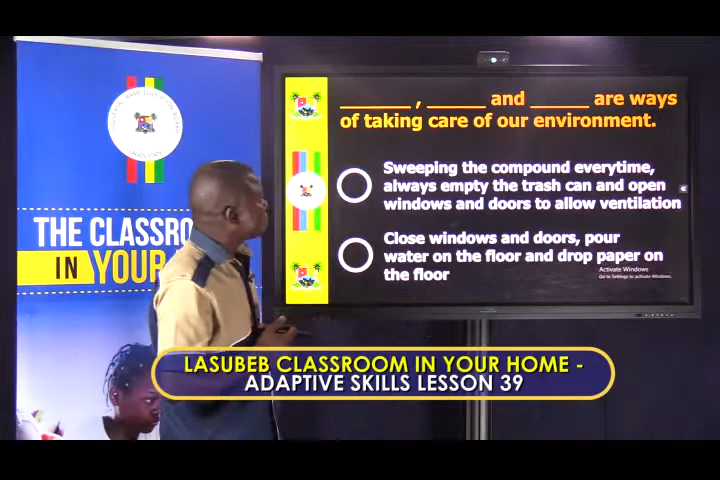 _______ , ______ and ______ are ways
of taking care of our environment.
Sweeping the compound everytime,
always empty the trash can and open
windows and doors to allow ventilation
Close windows and doors, pour
water on the floor and drop paper on
the floor
Activate Windows
Go to Settings to activate Windows.
THE CLASSRO
IN YOUR
LASUBEB CLASSROOM IN YOUR HOME -
ADAPTIVE SKILLS LESSON 39